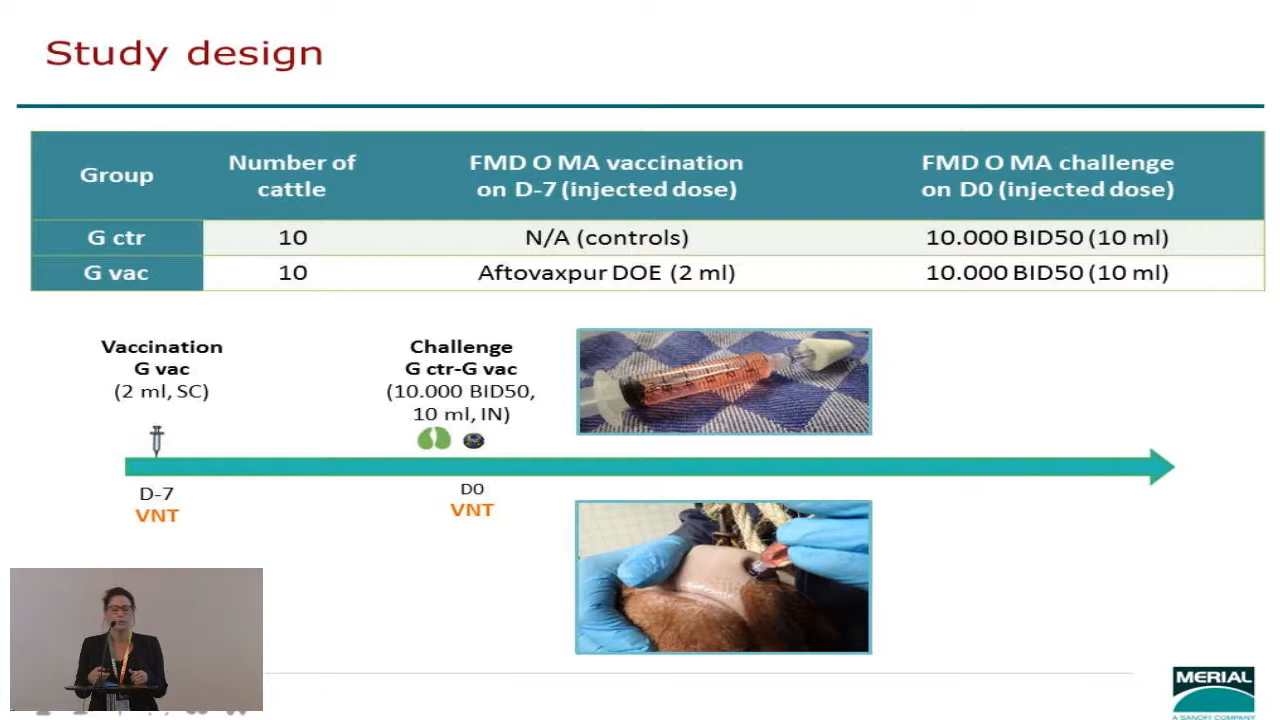 Study design
Group
Number of
cattle
FMD O MA vaccination
on D-7 (injected dose)
FMD O MA challenge
on D0 (injected dose)
G ctr
10
N/A (controls)
10.000 BID50 (10 ml)
G vac
10
Aftovaxpur DOE (2 ml)
10.000 BID50 (10 ml)
Vaccination
G vac
(2 ml, SC)
Challenge
G ctr-G vac
(10.000 BID50,
10 ml, IN)
D-7
VNT
D0
VNT
MERIAL
A SANOFI COMPANY